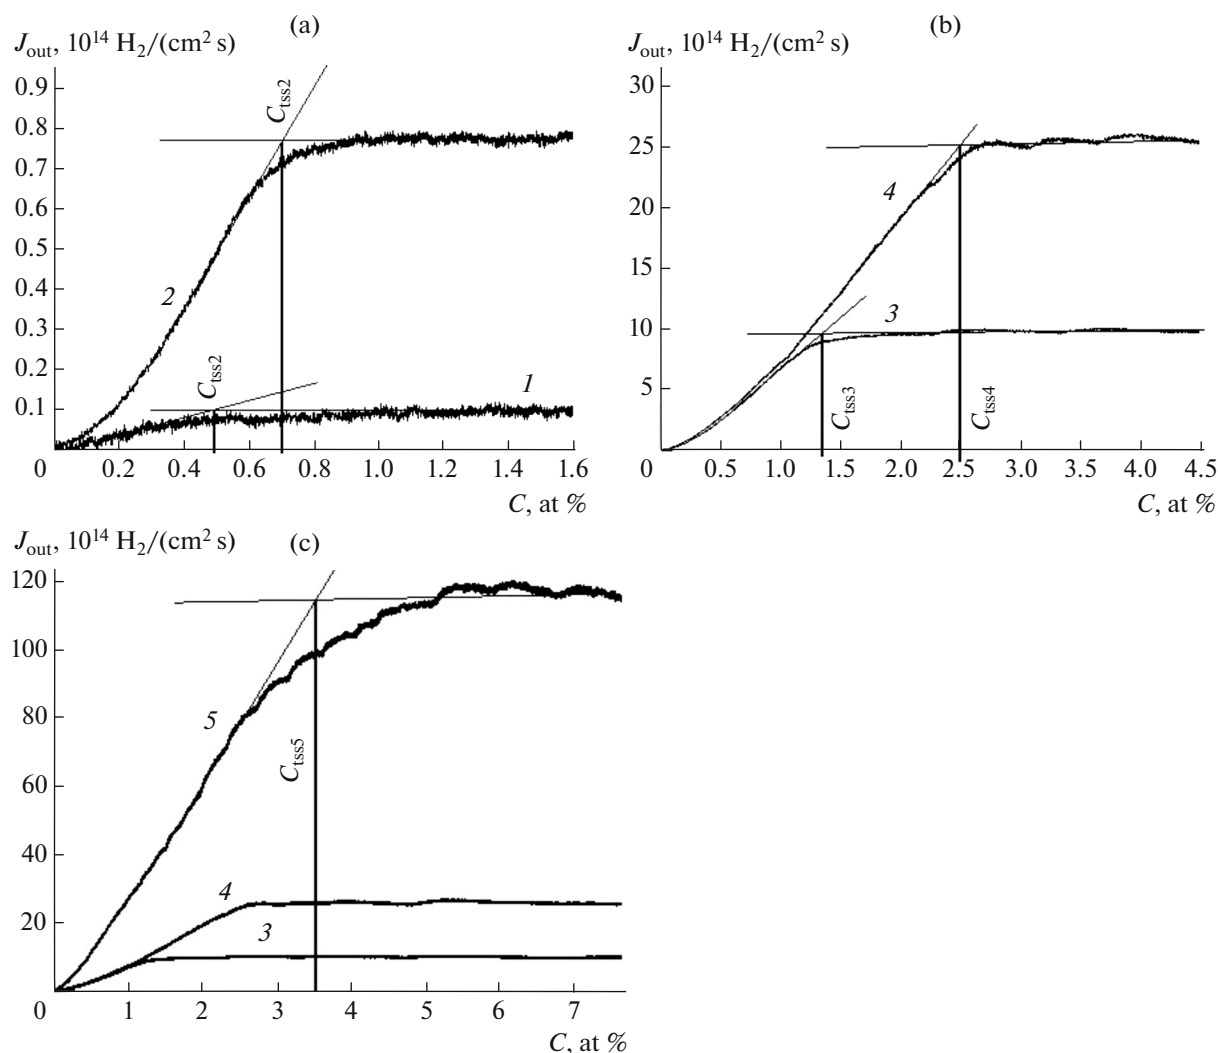 (a)
J_out, 10^14 H_2/(cm^2 s)
0.9
0.8
0.7
0.6
0.5
0.4
0.3
0.2
0.1
0
0.2 0.4 0.6 0.8 1.0 1.2 1.4 1.6
C, at %
C_tss2
2
C_tss2
1
(b)
J_out, 10^14 H_2/(cm^2 s)
30
25
20
15
10
5
0
0.5 1.0 1.5 2.0 2.5 3.0 3.5 4.0 4.5
C, at %
4
3
C_tss3
C_tss4
J_out, 10^14 H_2/(cm^2 s) (c)
120
100
80
60
40
20
0
1 2 3 4 5 6 7
C, at %
5
C_tss5
4
3